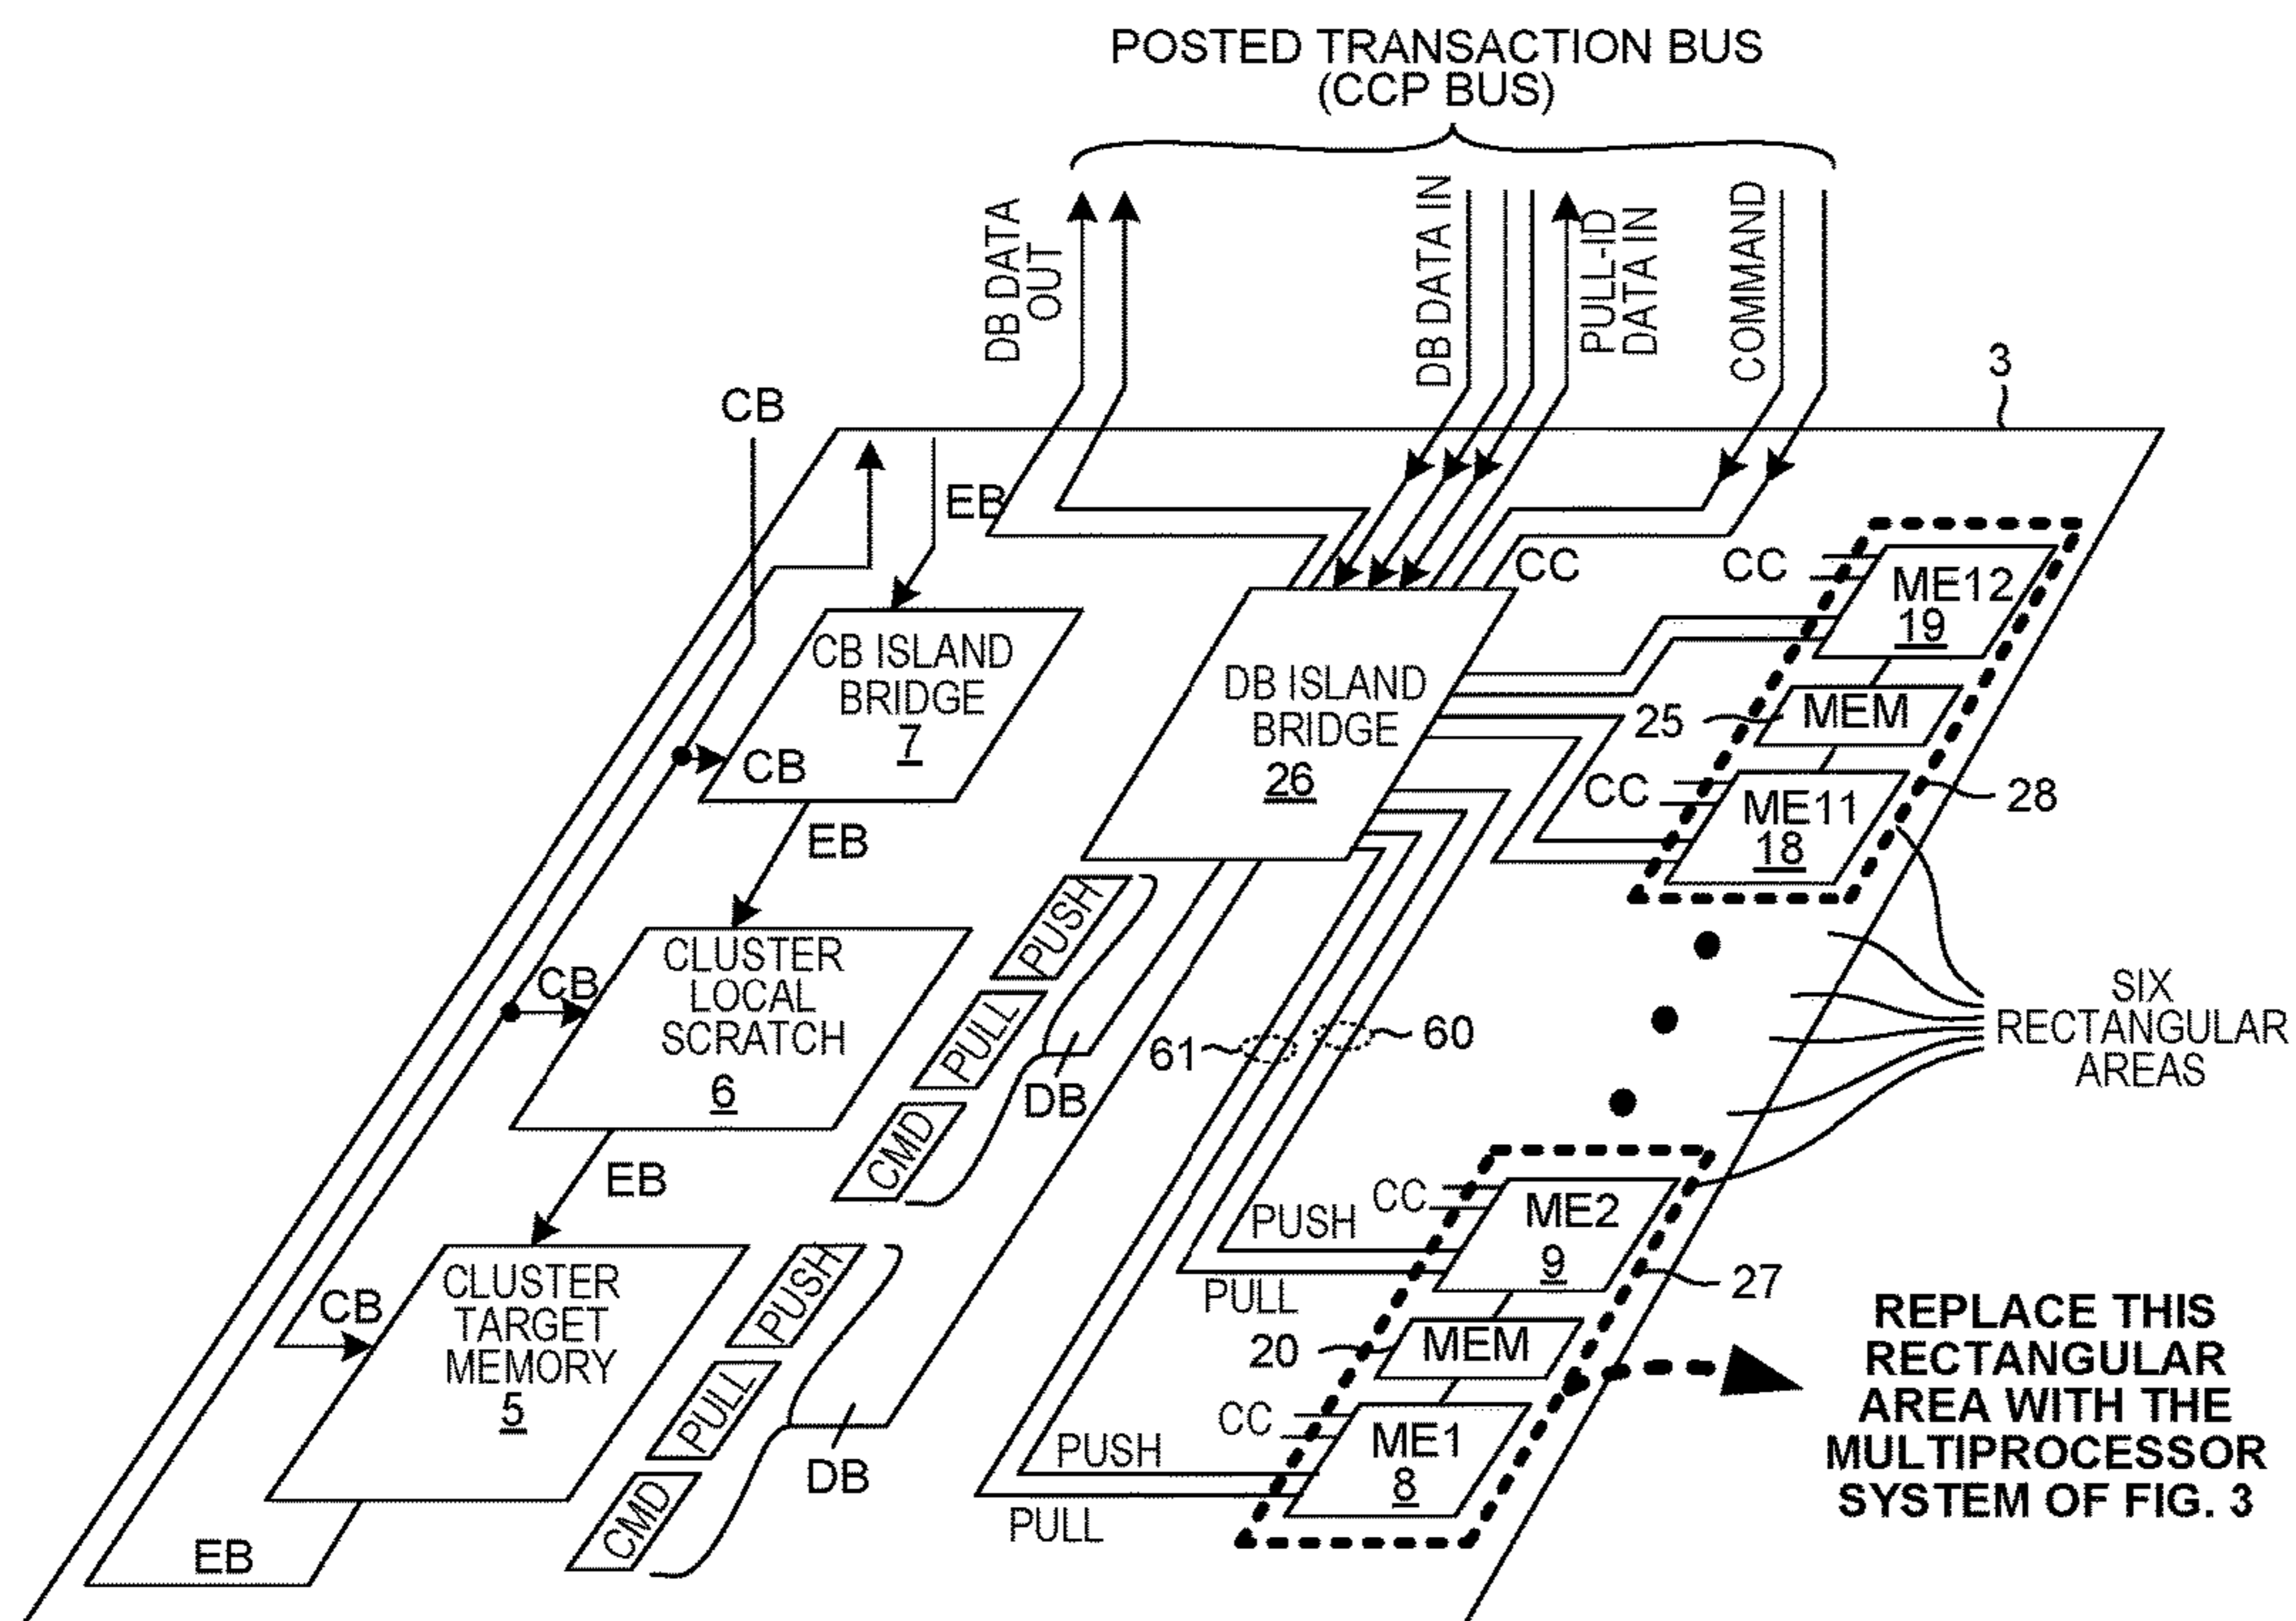 POSTED TRANSACTION BUS
(CCP BUS)
DB DATA
OUT
DB DATA IN
PULL-ID
DATA IN
COMMAND
3
CB
EB
CC
CC
ME12
19
CB ISLAND
BRIDGE
7
DB ISLAND
BRIDGE
26
25
MEM
CB
CC
ME11
18
28
EB
PUSH
PULL
CMD
DB
CLUSTER
LOCAL
SCRATCH
6
CB
61
60
SIX
RECTANGULAR
AREAS
EB
PUSH
CC
ME2
9
27
PULL
CLUSTER
TARGET
MEMORY
5
CB
PUSH
PULL
CMD
DB
20
MEM
CC
ME1
8
PUSH
PULL
EB
REPLACE THIS
RECTANGULAR
AREA WITH THE
MULTIPROCESSOR
SYSTEM OF FIG. 3